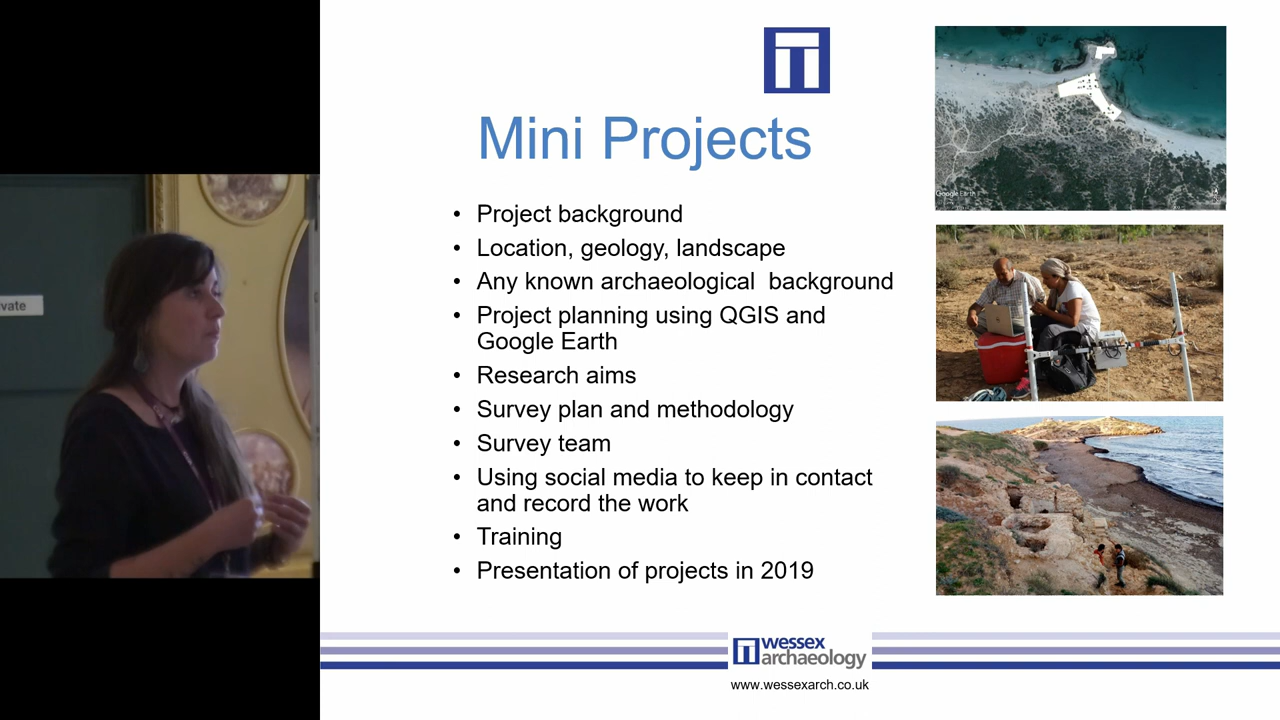 Mini Projects
• Project background
• Location, geology, landscape
• Any known archaeological  background
• Project planning using QGIS and
Google Earth
• Research aims
• Survey plan and methodology
• Survey team
• Using social media to keep in contact
and record the work
• Training
• Presentation of projects in 2019
Google Earth
vate
wessex
archaeology
www.wessexarch.co.uk